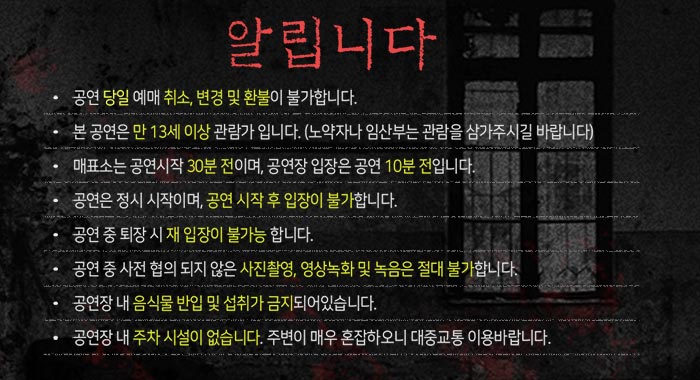 알립니다
• 공연 당일 예매 취소, 변경 및 환불이 불가합니다.
• 본 공연은 만 13세 이상 관람가 입니다. (노약자나 임산부는 관람을 삼가주시길 바랍니다)
• 매표소는 공연시작 30분 전이며, 공연장 입장은 공연 10분 전입니다.
• 공연은 정시 시작이며, 공연 시작 후 입장이 불가합니다.
• 공연 중 퇴장 시 재 입장이 불가능 합니다.
• 공연 중 사전 협의 되지 않은 사진촬영, 영상녹화 및 녹음은 절대 불가합니다.
• 공연장 내 음식물 반입 및 섭취가 금지되어있습니다.
• 공연장 내 주차 시설이 없습니다. 주변이 매우 혼잡하오니 대중교통 이용바랍니다.